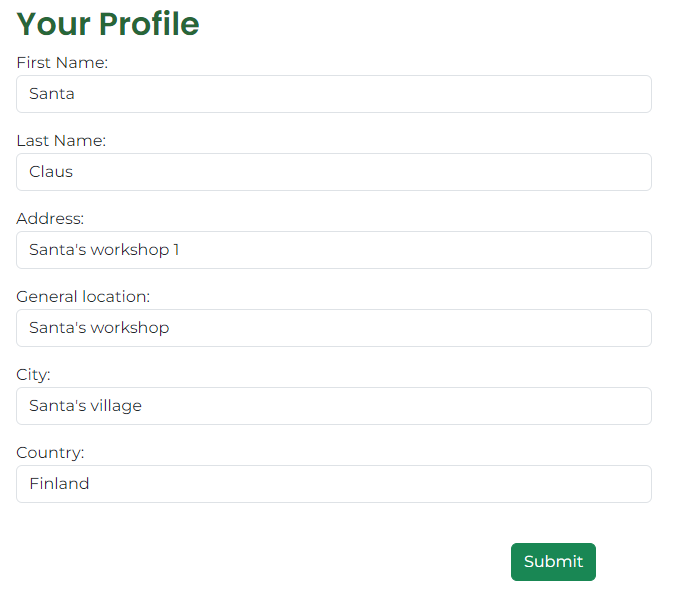 Your Profile
First Name:
Santa
Last Name:
Claus
Address:
Santa's workshop 1
General location:
Santa's workshop
City:
Santa's village
Country:
Finland
Submit